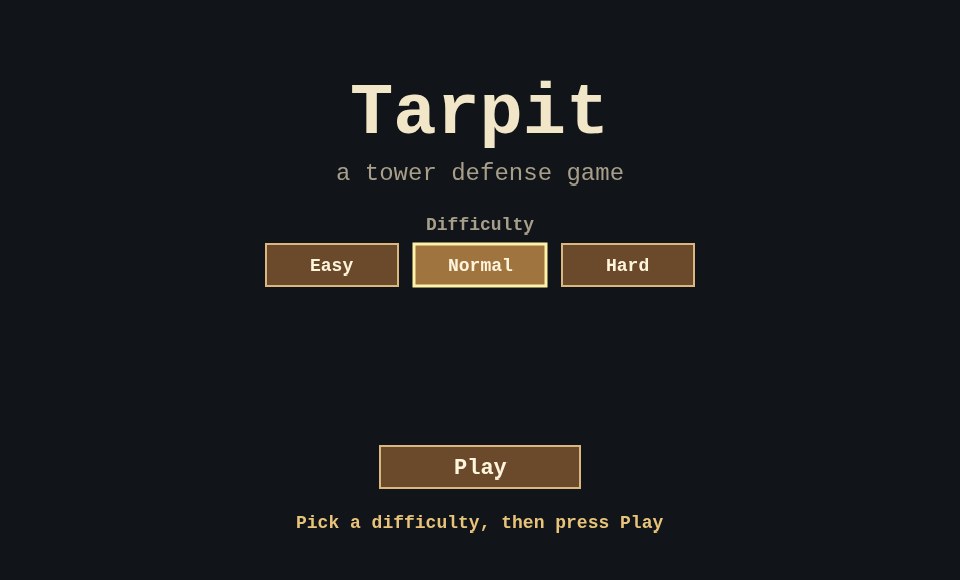 Tarpit
a tower defense game
Difficulty
Easy Normal Hard
Play
Pick a difficulty, then press Play